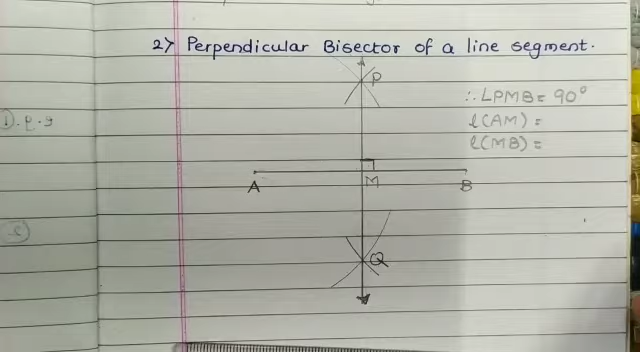 2) Perpendicular Bisector of a line segment.
P
∴ ∠PMB = 90°
l(AM) =
l(MB) =
A
M
B
Q